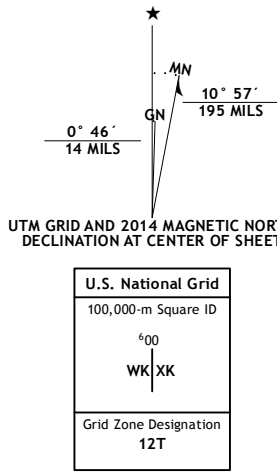 ★
MN
GN
10° 57´
195 MILS
0° 46´
14 MILS
UTM GRID AND 2014 MAGNETIC NORT
DECLINATION AT CENTER OF SHEET
U.S. National Grid
100,000-m Square ID
⁶00
WK XK
Grid Zone Designation
12T